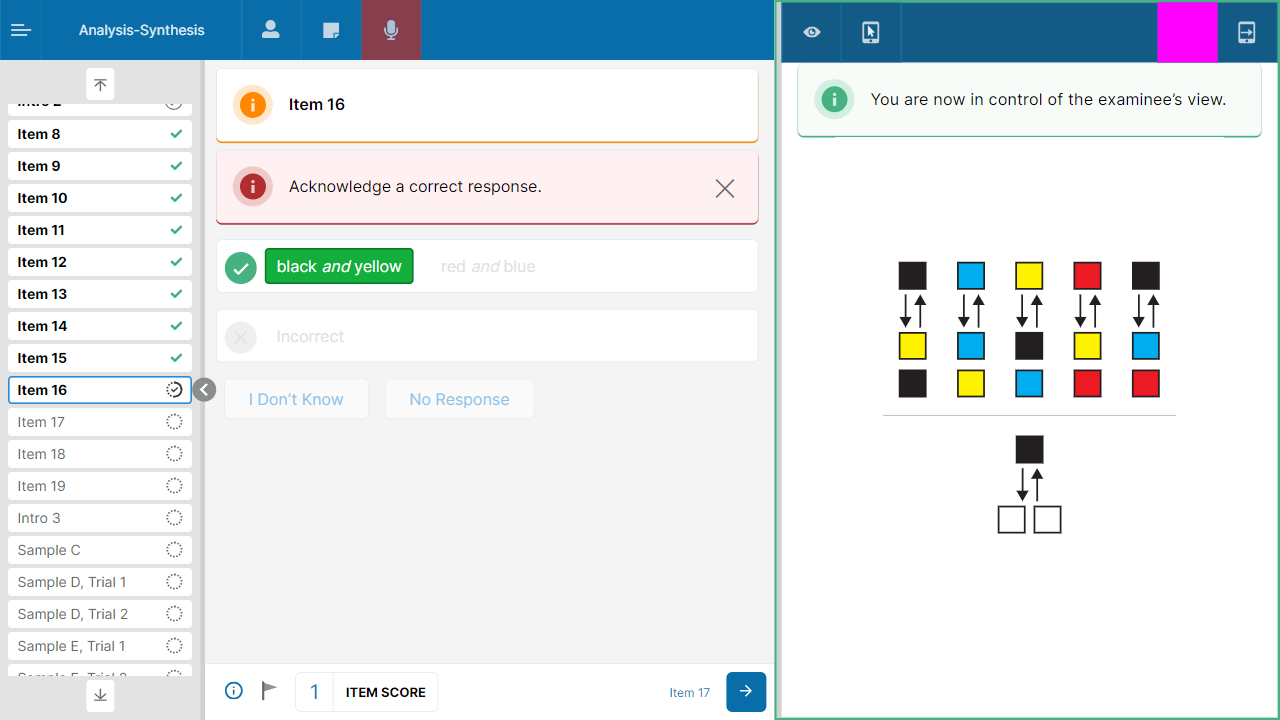 Analysis-Synthesis
Intro 2
Item 8
Item 9
Item 10
Item 11
Item 12
Item 13
Item 14
Item 15
Item 16
Item 17
Item 18
Item 19
Intro 3
Sample C
Sample D, Trial 1
Sample D, Trial 2
Sample E, Trial 1
Item 16
Acknowledge a correct response.
black and yellow red and blue
Incorrect
I Don't Know No Response
1 ITEM SCORE
Item 17
You are now in control of the examinee's view.